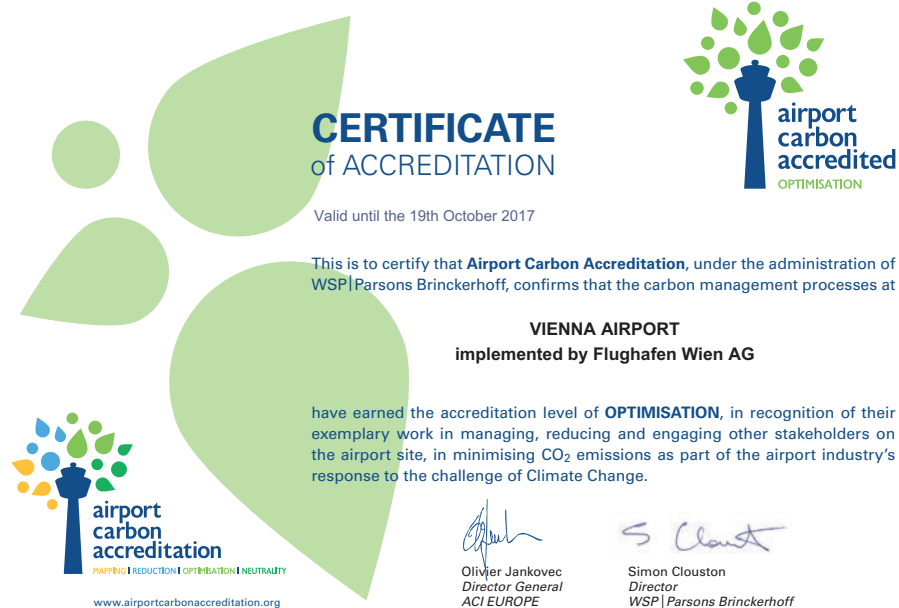 CERTIFICATE
of ACCREDITATION
Valid until the 19th October 2017
airport
carbon
accredited
OPTIMISATION
This is to certify that Airport Carbon Accreditation, under the administration of
WSP|Parsons Brinckerhoff, confirms that the carbon management processes at
VIENNA AIRPORT
implemented by Flughafen Wien AG
have earned the accreditation level of OPTIMISATION, in recognition of their
exemplary work in managing, reducing and engaging other stakeholders on
the airport site, in minimising CO₂ emissions as part of the airport industry's
response to the challenge of Climate Change.
airport
carbon
accreditation
MAPPING I REDUCTION I OPTIMISATION I NEUTRALITY
www.airportcarbonaccreditation.org
Olivier Jankovec
Director General
ACI EUROPE
S Clouston
Simon Clouston
Director
WSP|Parsons Brinckerhoff